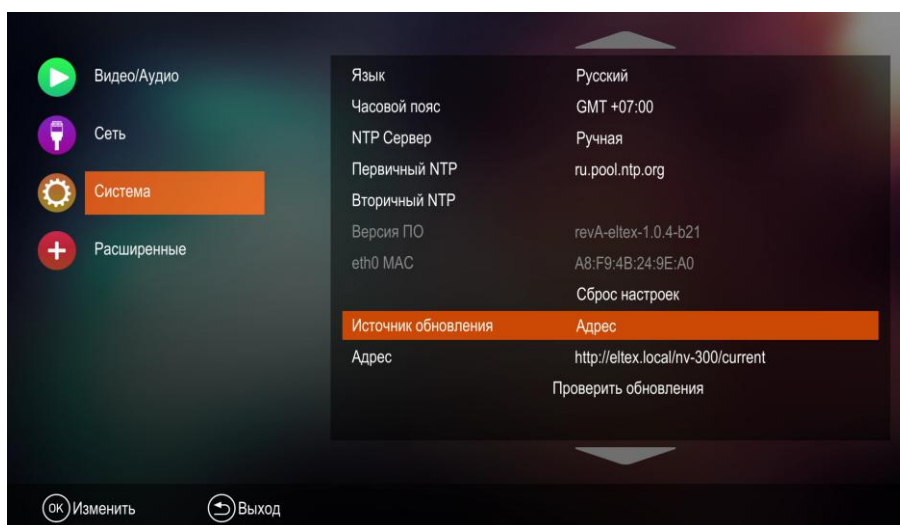 Видео/Аудио
Сеть
Система
Расширенные
Язык Русский
Часовой пояс GMT +07:00
NTP Сервер Ручная
Первичный NTP ru.pool.ntp.org
Вторичный NTP
Версия ПО revA-eltex-1.0.4-b21
eth0 MAC A8:F9:4B:24:9E:A0
Сброс настроек
Источник обновления Адрес
Адрес http://eltex.local/nv-300/current
Проверить обновления
OK Изменить Выход